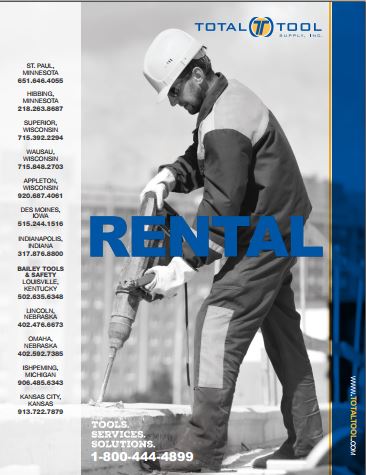 TOTAL T TOOL
SUPPLY, INC.
ST. PAUL,
MINNESOTA
651.646.4055
HIBBING,
MINNESOTA
218.263.8687
SUPERIOR,
WISCONSIN
715.392.2294
WAUSAU,
WISCONSIN
715.848.2703
APPLETON,
WISCONSIN
920.687.4061
DES MOINES,
IOWA
515.244.1516
INDIANAPOLIS,
INDIANA
317.876.8800
BAILEY TOOLS
& SAFETY
LOUISVILLE,
KENTUCKY
502.635.6348
LINCOLN,
NEBRASKA
402.476.6673
OMAHA,
NEBRASKA
402.592.7385
ISHPEMING,
MICHIGAN
906.485.6343
KANSAS CITY,
KANSAS
913.722.7879
RENTAL
TOOLS.
SERVICES.
SOLUTIONS.
1-800-444-4899
WWW.TOTALTOOL.COM